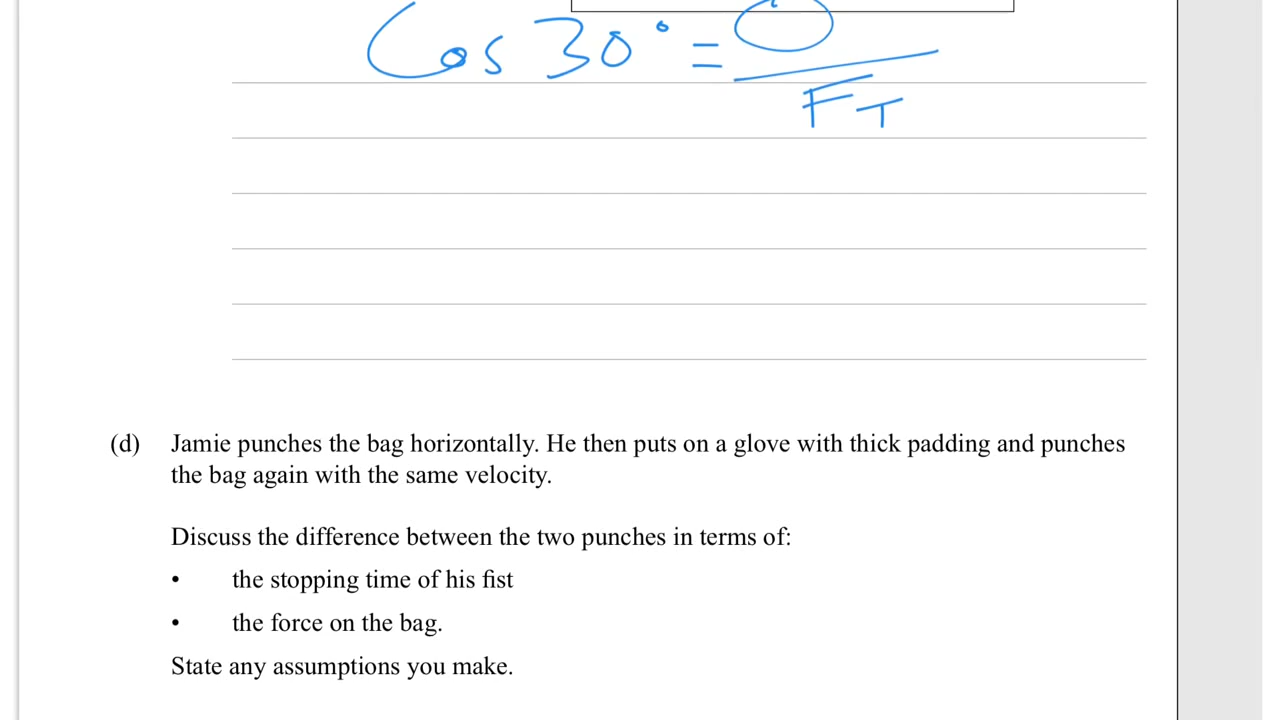 Cos 30° =
F T
(d) Jamie punches the bag horizontally. He then puts on a glove with thick padding and punches
the bag again with the same velocity.
Discuss the difference between the two punches in terms of:
• the stopping time of his fist
• the force on the bag.
State any assumptions you make.